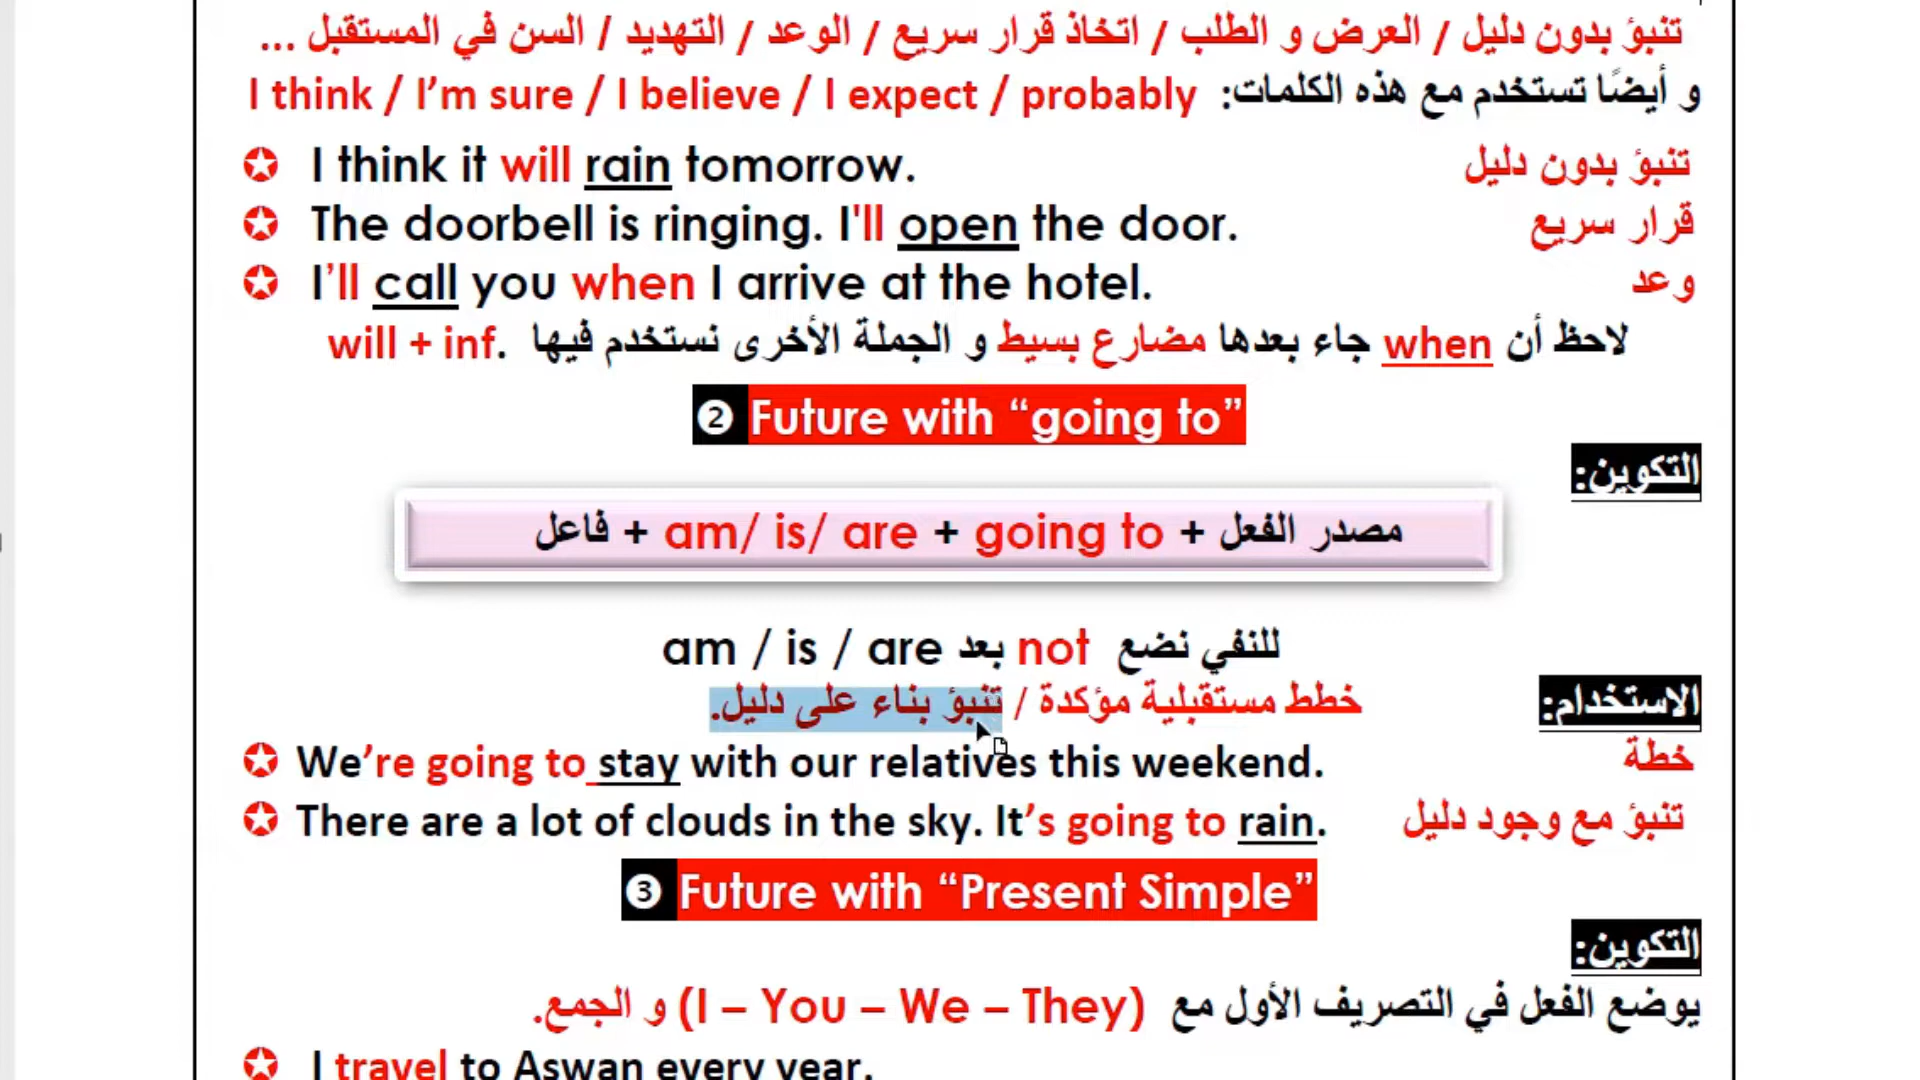 تنبؤ بدون دليل / العرض و الطلب / اتخاذ قرار سريع / الوعد / التهديد / السن في المستقبل ...
و أيضًا تستخدم مع هذه الكلمات: I think / I’m sure / I believe / I expect / probably
✪ I think it will rain tomorrow. تنبؤ بدون دليل
✪ The doorbell is ringing. I'll open the door. قرار سريع
✪ I’ll call you when I arrive at the hotel. وعد
لاحظ أن when جاء بعدها مضارع بسيط و الجملة الأخرى نستخدم فيها will + inf.
❷ Future with “going to”
التكوين:
فاعل + am/ is/ are + going to + مصدر الفعل
للنفي نضع not بعد am / is / are
الاستخدام: خطط مستقبلية مؤكدة / تنبؤ بناء على دليل.
✪ We’re going to stay with our relatives this weekend. خطة
✪ There are a lot of clouds in the sky. It’s going to rain. تنبؤ مع وجود دليل
❸ Future with “Present Simple”
التكوين:
يوضع الفعل في التصريف الأول مع (I – You – We – They) و الجمع.
✪ I travel to Aswan every year.